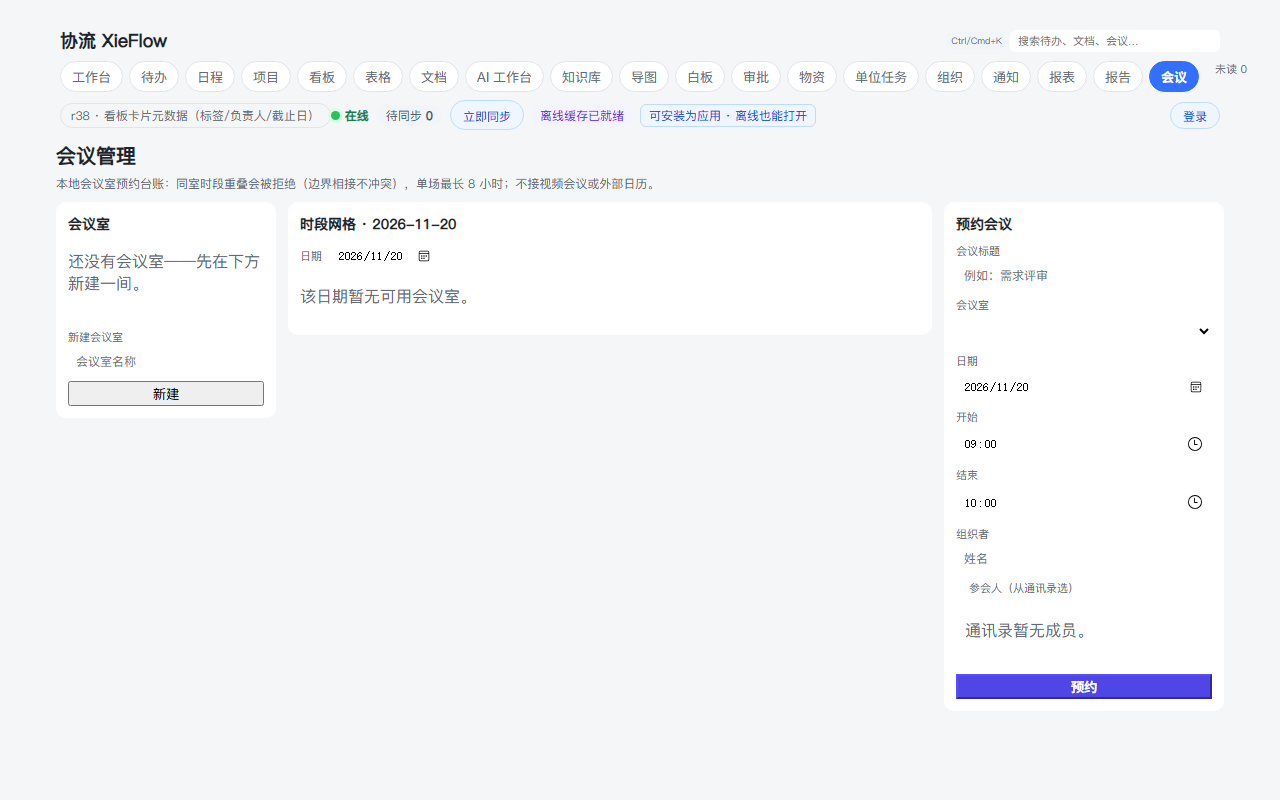 协流 XieFlow
Ctrl/Cmd+K 搜索待办、文档、会议...
工作台 待办 日程 项目 看板 表格 文档 AI 工作台 知识库 导图 白板 审批 物资 单位任务 组织 通知 报表 报告 会议 未读 0
r38 · 看板卡片元数据（标签/负责人/截止日） 在线 待同步 0 立即同步 离线缓存已就绪 可安装为应用 · 离线也能打开 登录
会议管理
本地会议室预约台账：同室时段重叠会被拒绝（边界相接不冲突），单场最长 8 小时；不接视频会议或外部日历。
会议室
还没有会议室——先在下方
新建一间。
新建会议室
会议室名称
新建
时段网格 · 2026-11-20
日期 2026/11/20
该日期暂无可用会议室。
预约会议
会议标题
例如：需求评审
会议室
日期
2026/11/20
开始
09:00
结束
10:00
组织者
姓名
参会人（从通讯录选）
通讯录暂无成员。
预约